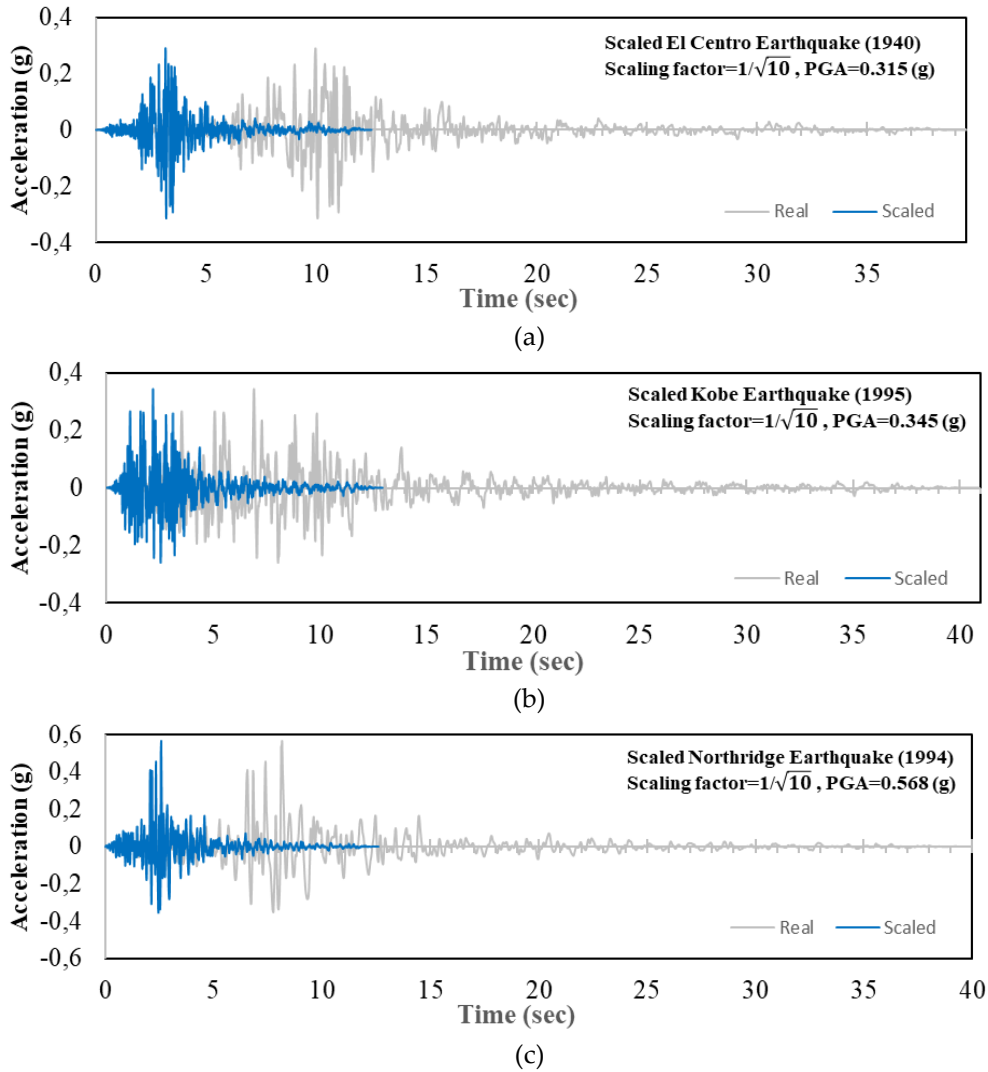 0,4
0,2
0
-0,2
-0,4
Acceleration (g)
Scaled El Centro Earthquake (1940)
Scaling factor=1/√10 , PGA=0.315 (g)
Real Scaled
0 5 10 15 20 25 30 35
Time (sec)
(a)
0,4
0,2
0
-0,2
-0,4
Acceleration (g)
Scaled Kobe Earthquake (1995)
Scaling factor=1/√10 , PGA=0.345 (g)
Real Scaled
0 5 10 15 20 25 30 35 40
Time (sec)
(b)
0,6
0,4
0,2
0
-0,2
-0,4
-0,6
Acceleration (g)
Scaled Northridge Earthquake (1994)
Scaling factor=1/√10 , PGA=0.568 (g)
Real Scaled
0 5 10 15 20 25 30 35 40
Time (sec)
(c)